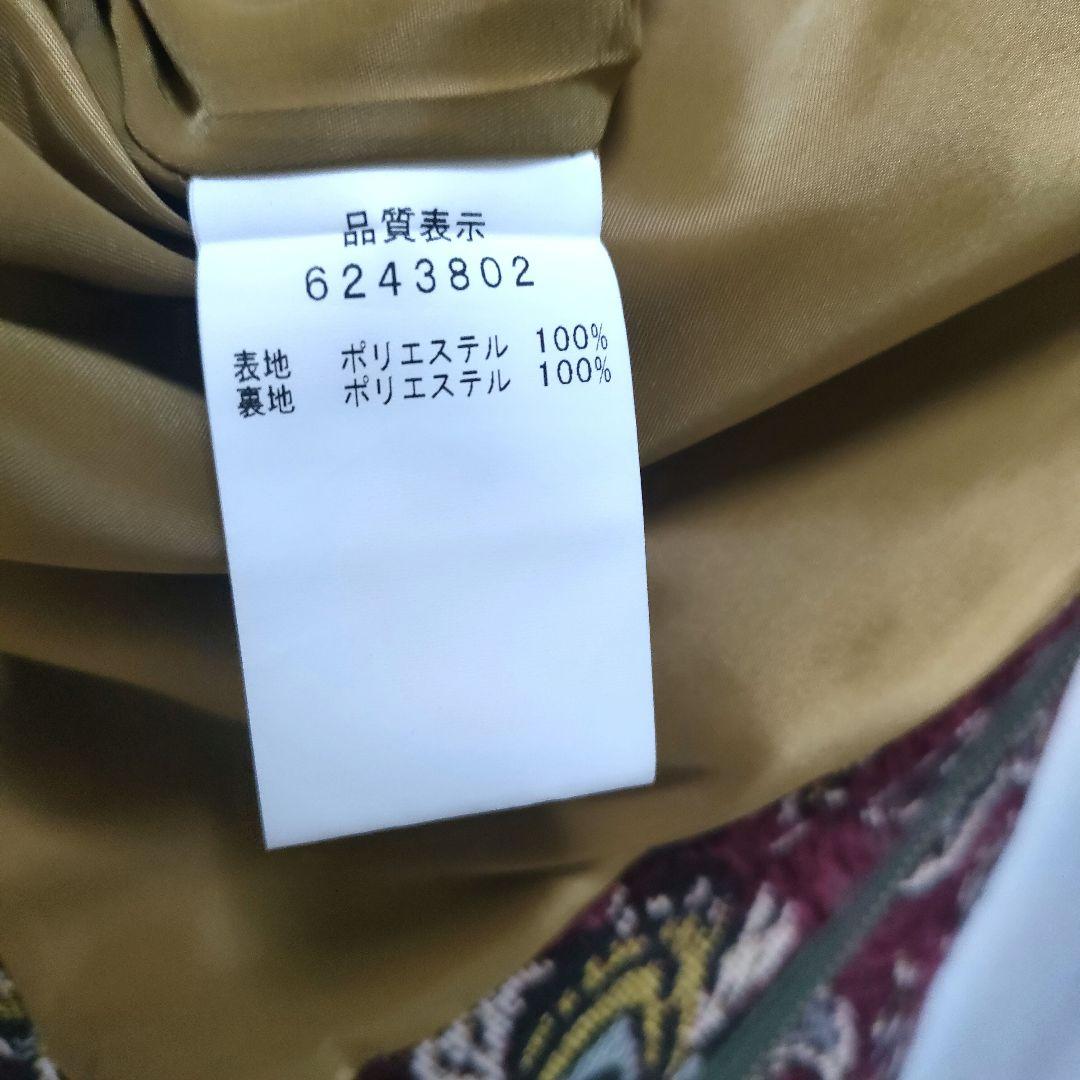 品質表示
6243802
表地 ポリエステル 100%
裏地 ポリエステル 100%